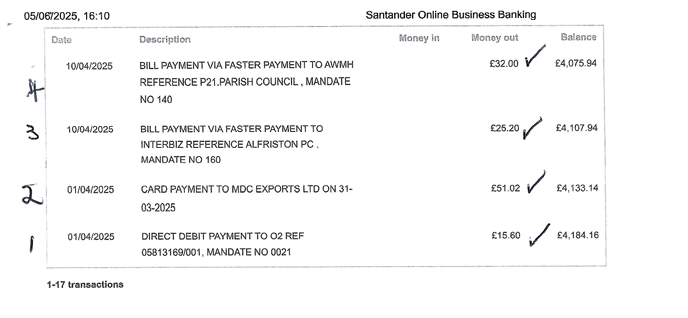 05/06/2025, 16:10 Santander Online Business Banking
Date Description Money in Money out Balance
10/04/2025 BILL PAYMENT VIA FASTER PAYMENT TO AWMH £32.00 ✓ £4,075.94
4 REFERENCE P21.PARISH COUNCIL , MANDATE
NO 140
3 10/04/2025 BILL PAYMENT VIA FASTER PAYMENT TO £25.20 ✓ £4,107.94
INTERBIZ REFERENCE ALFRISTON PC ,
MANDATE NO 160
2 01/04/2025 CARD PAYMENT TO MDC EXPORTS LTD ON 31- £51.02 ✓ £4,133.14
03-2025
1 01/04/2025 DIRECT DEBIT PAYMENT TO O2 REF £15.60 ✓ £4,184.16
05813169/001, MANDATE NO 0021
1-17 transactions